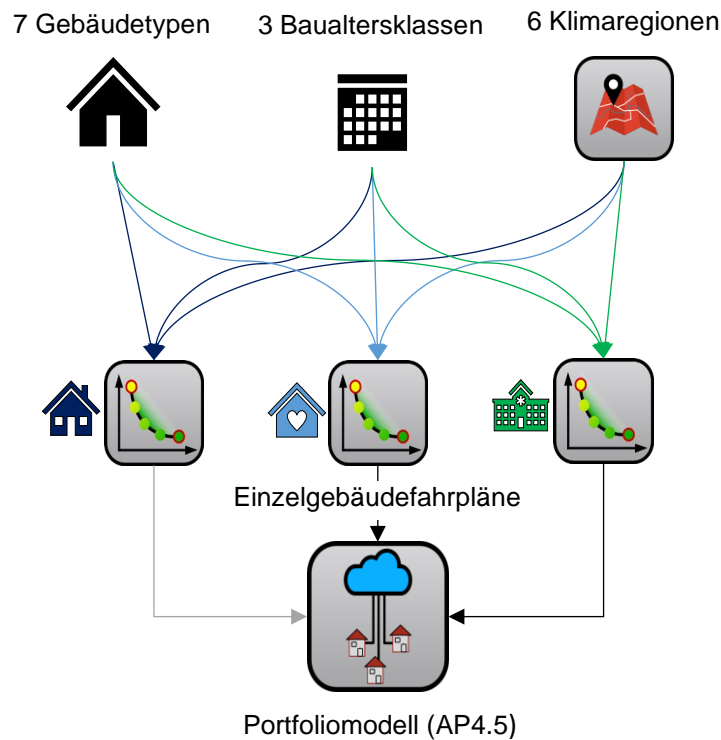 7 Gebäudetypen
3 Baualtersklassen
6 Klimaregionen
Einzelgebäudefahrpläne
Portfoliomodell (AP4.5)